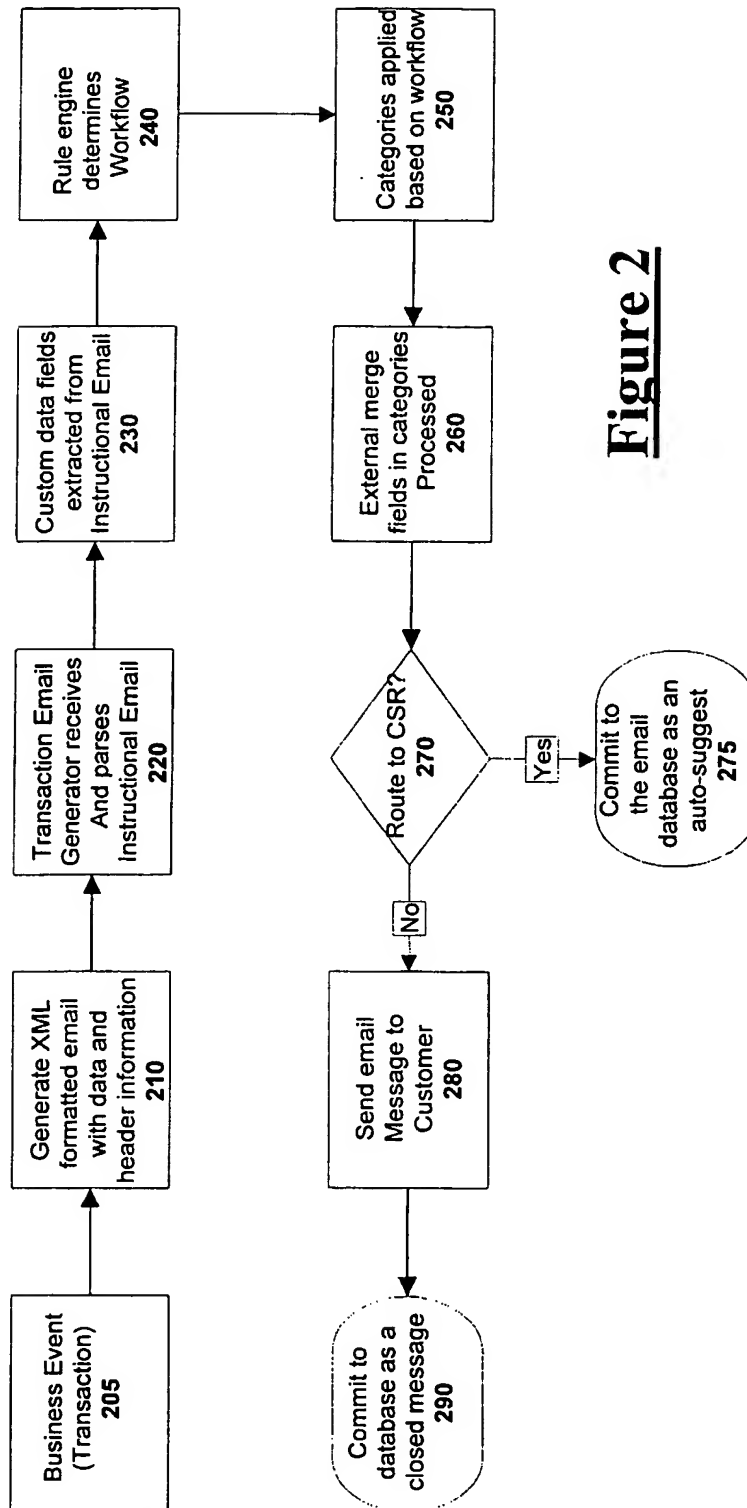 Business Event
(Transaction)
205
Generate XML
formatted email
with data and
header information
210
Transaction Email
Generator receives
And parses
Instructional Email
220
Custom data fields
extracted from
Instructional Email
230
Rule engine
determines
Workflow
240
Categories applied
based on workflow
250
External merge
fields in categories
Processed
260
Route to CSR?
270
Yes
Commit to
the email
database as an
auto-suggest
275
No
Send email
Message to
Customer
280
Commit to
database as a
closed message
290
Figure 2